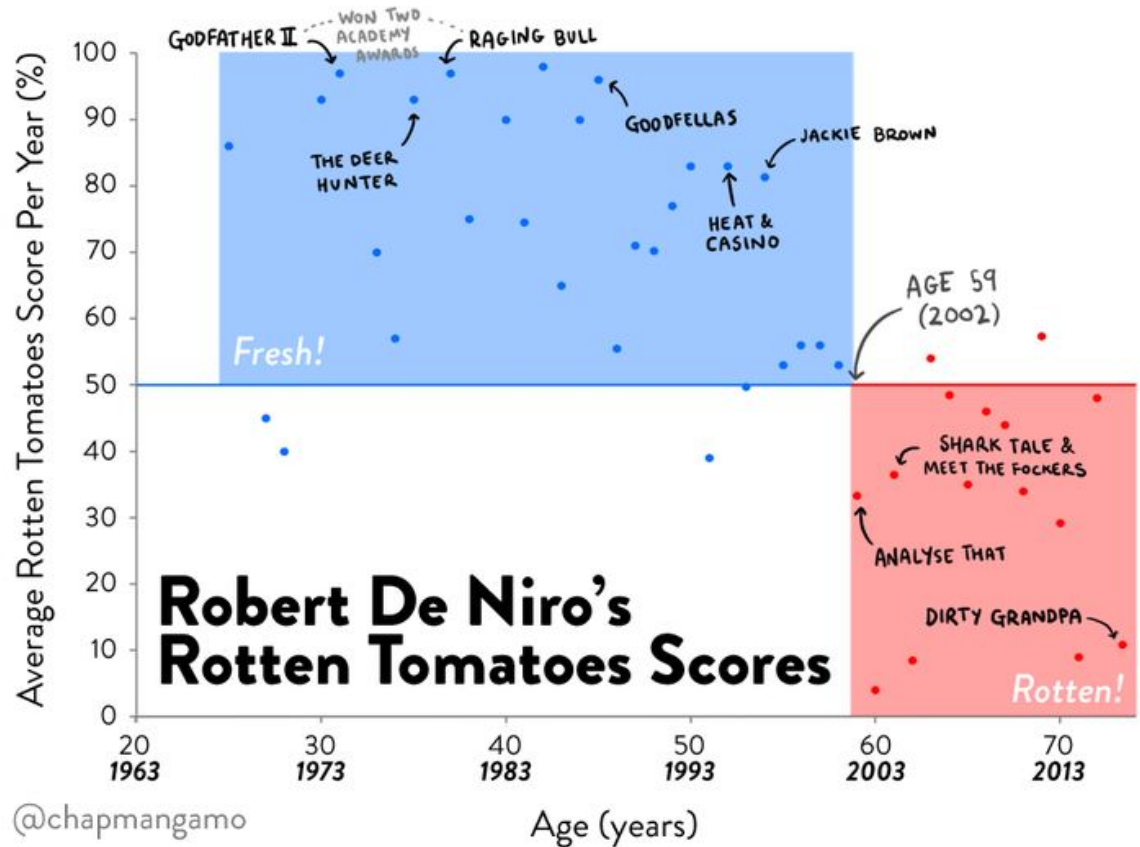 WON TWO
ACADEMY
AWARDS
GODFATHER II
RAGING BULL
GOODFELLAS
THE DEER
HUNTER
JACKIE BROWN
HEAT &
CASINO
AGE 59
(2002)
Fresh!
SHARK TALE &
MEET THE FOCKERS
ANALYSE THAT
DIRTY GRANDPA
Rotten!
Robert De Niro's
Rotten Tomatoes Scores
Average Rotten Tomatoes Score Per Year (%)
100
90
80
70
60
50
40
30
20
10
0
20 30 40 50 60 70
1963 1973 1983 1993 2003 2013
Age (years)
@chapmangamo